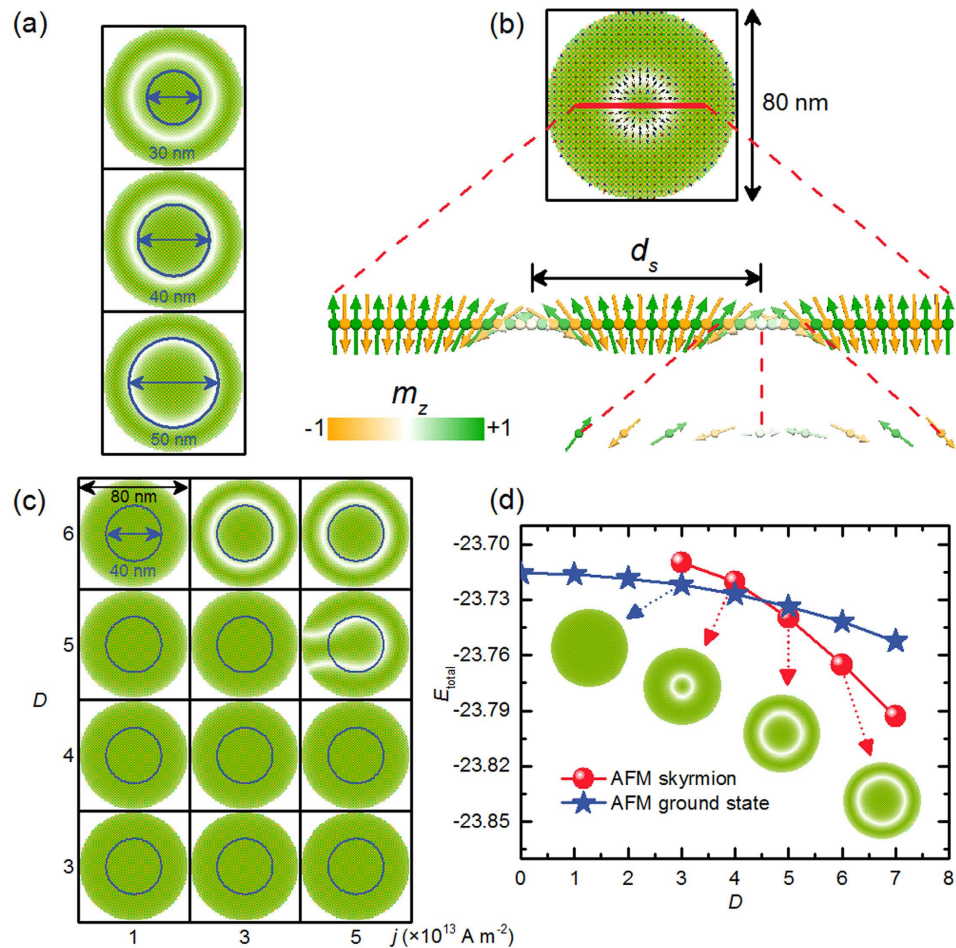 (a)
30 nm
40 nm
50 nm
(b)
80 nm
d_s
m_z
-1
+1
(c)
80 nm
40 nm
6
5
D
4
3
1 3 5 j (×10^13 A m^-2)
(d)
-23.70
-23.73
-23.76
E_total
-23.79
-23.82
-23.85
AFM skyrmion
AFM ground state
0 1 2 3 4 5 6 7 8
D